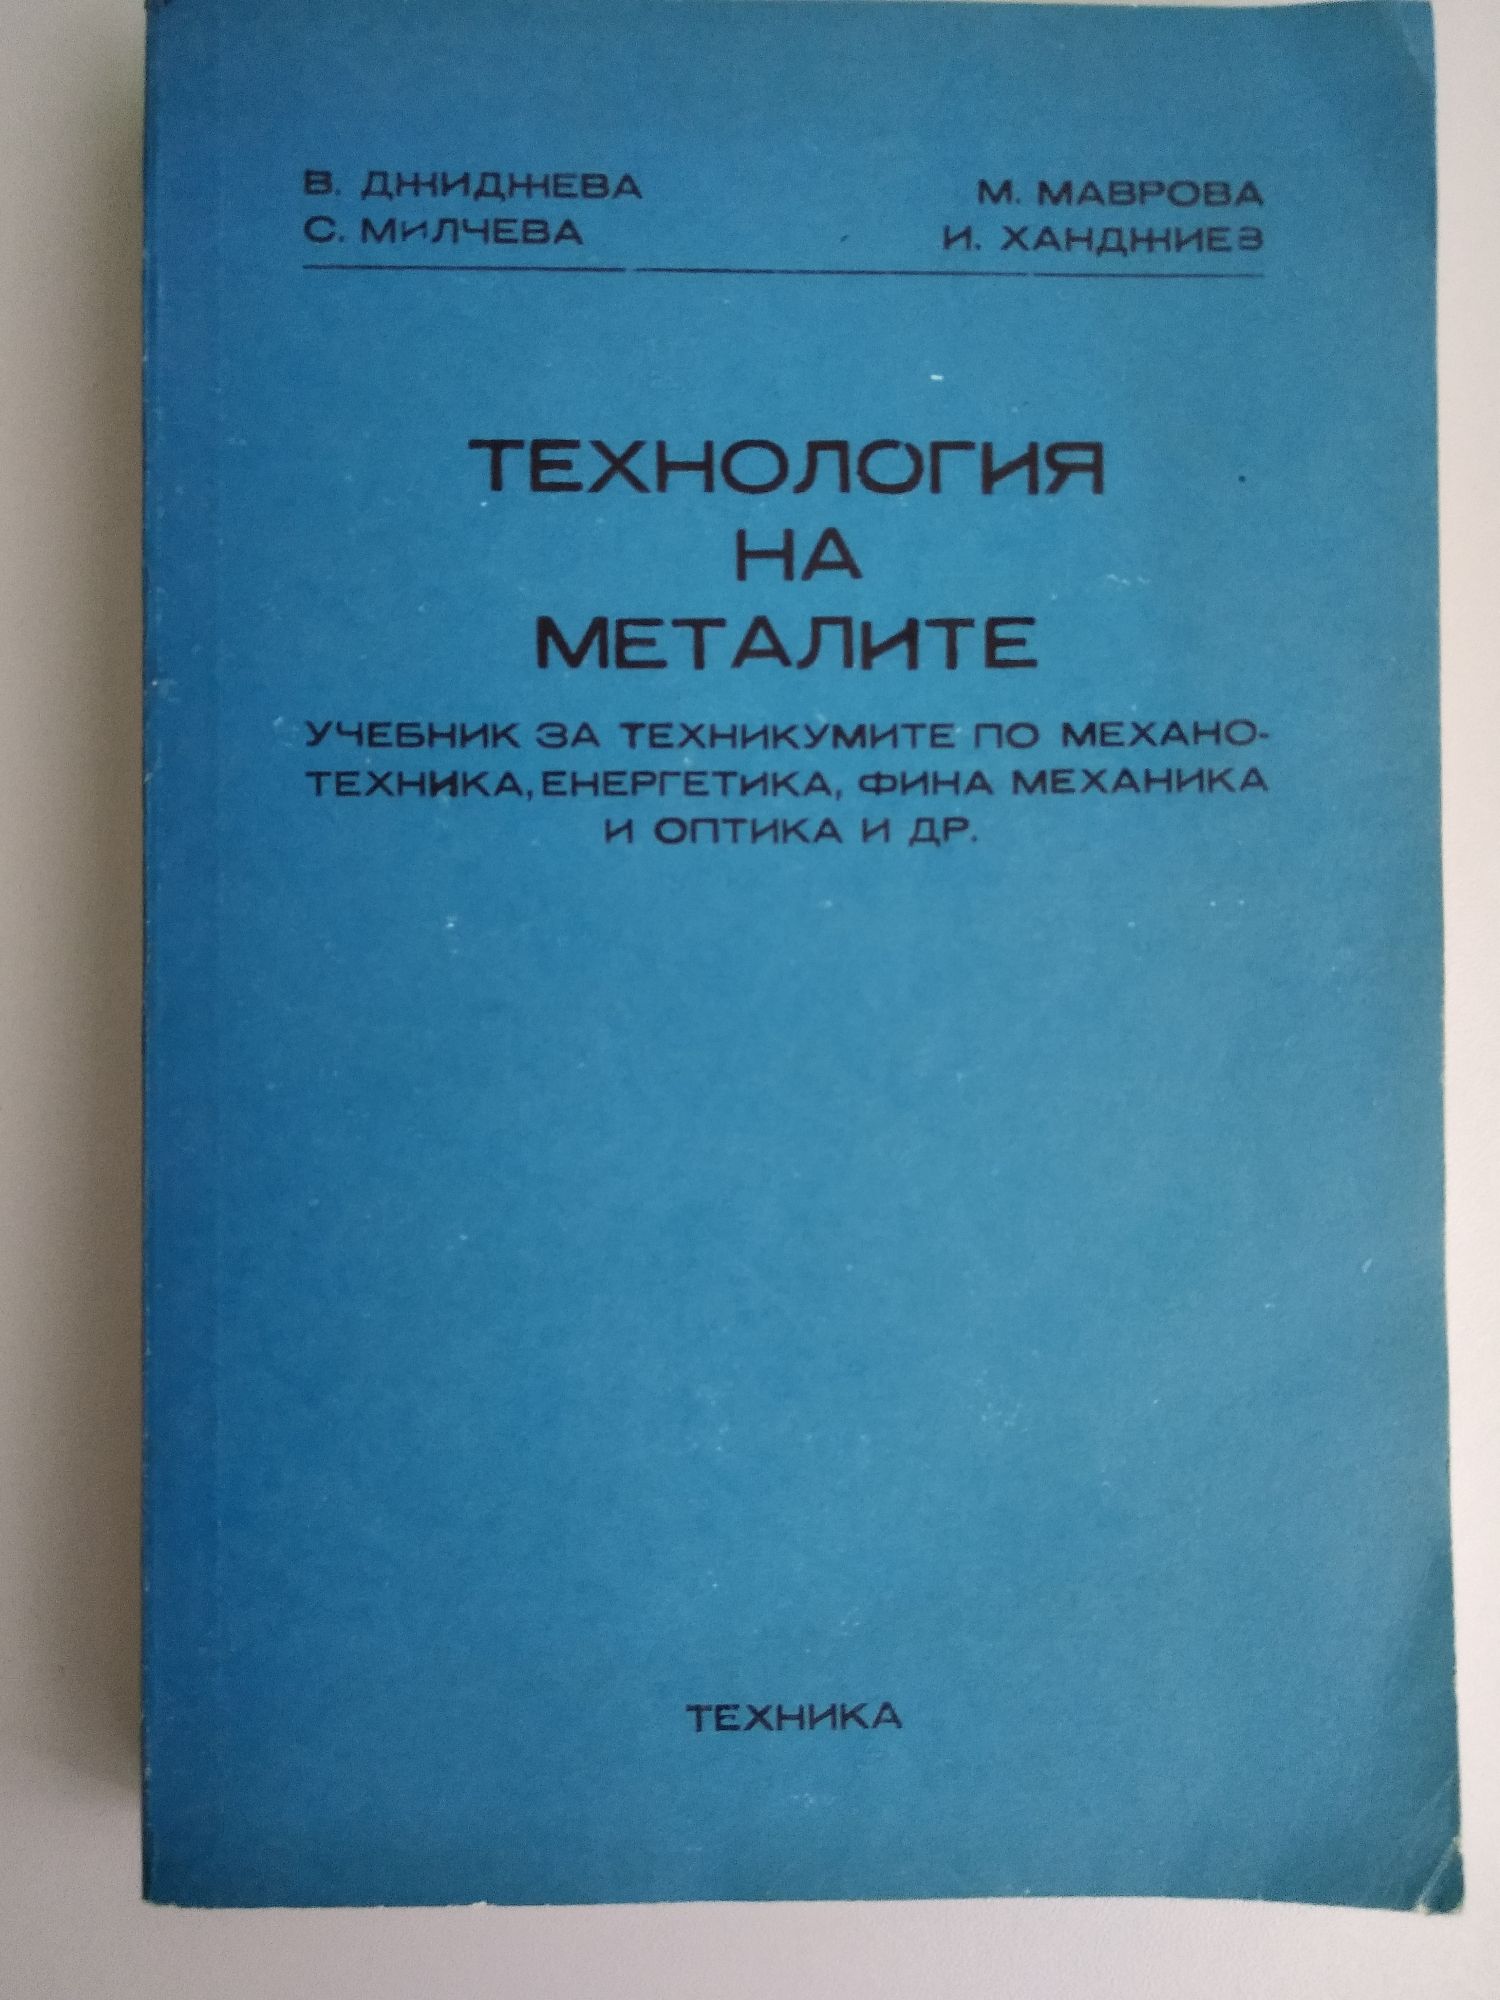 В. ДЖИДЖЕВА М. МАВРОВА
С. МИЛЧЕВА И. ХАНДЖИЕВ
ТЕХНОЛОГИЯ
НА
МЕТАЛИТЕ
УЧЕБНИК ЗА ТЕХНИКУМИТЕ ПО МЕХАНО-
ТЕХНИКА, ЕНЕРГЕТИКА, ФИНА МЕХАНИКА
И ОПТИКА И ДР.
ТЕХНИКА